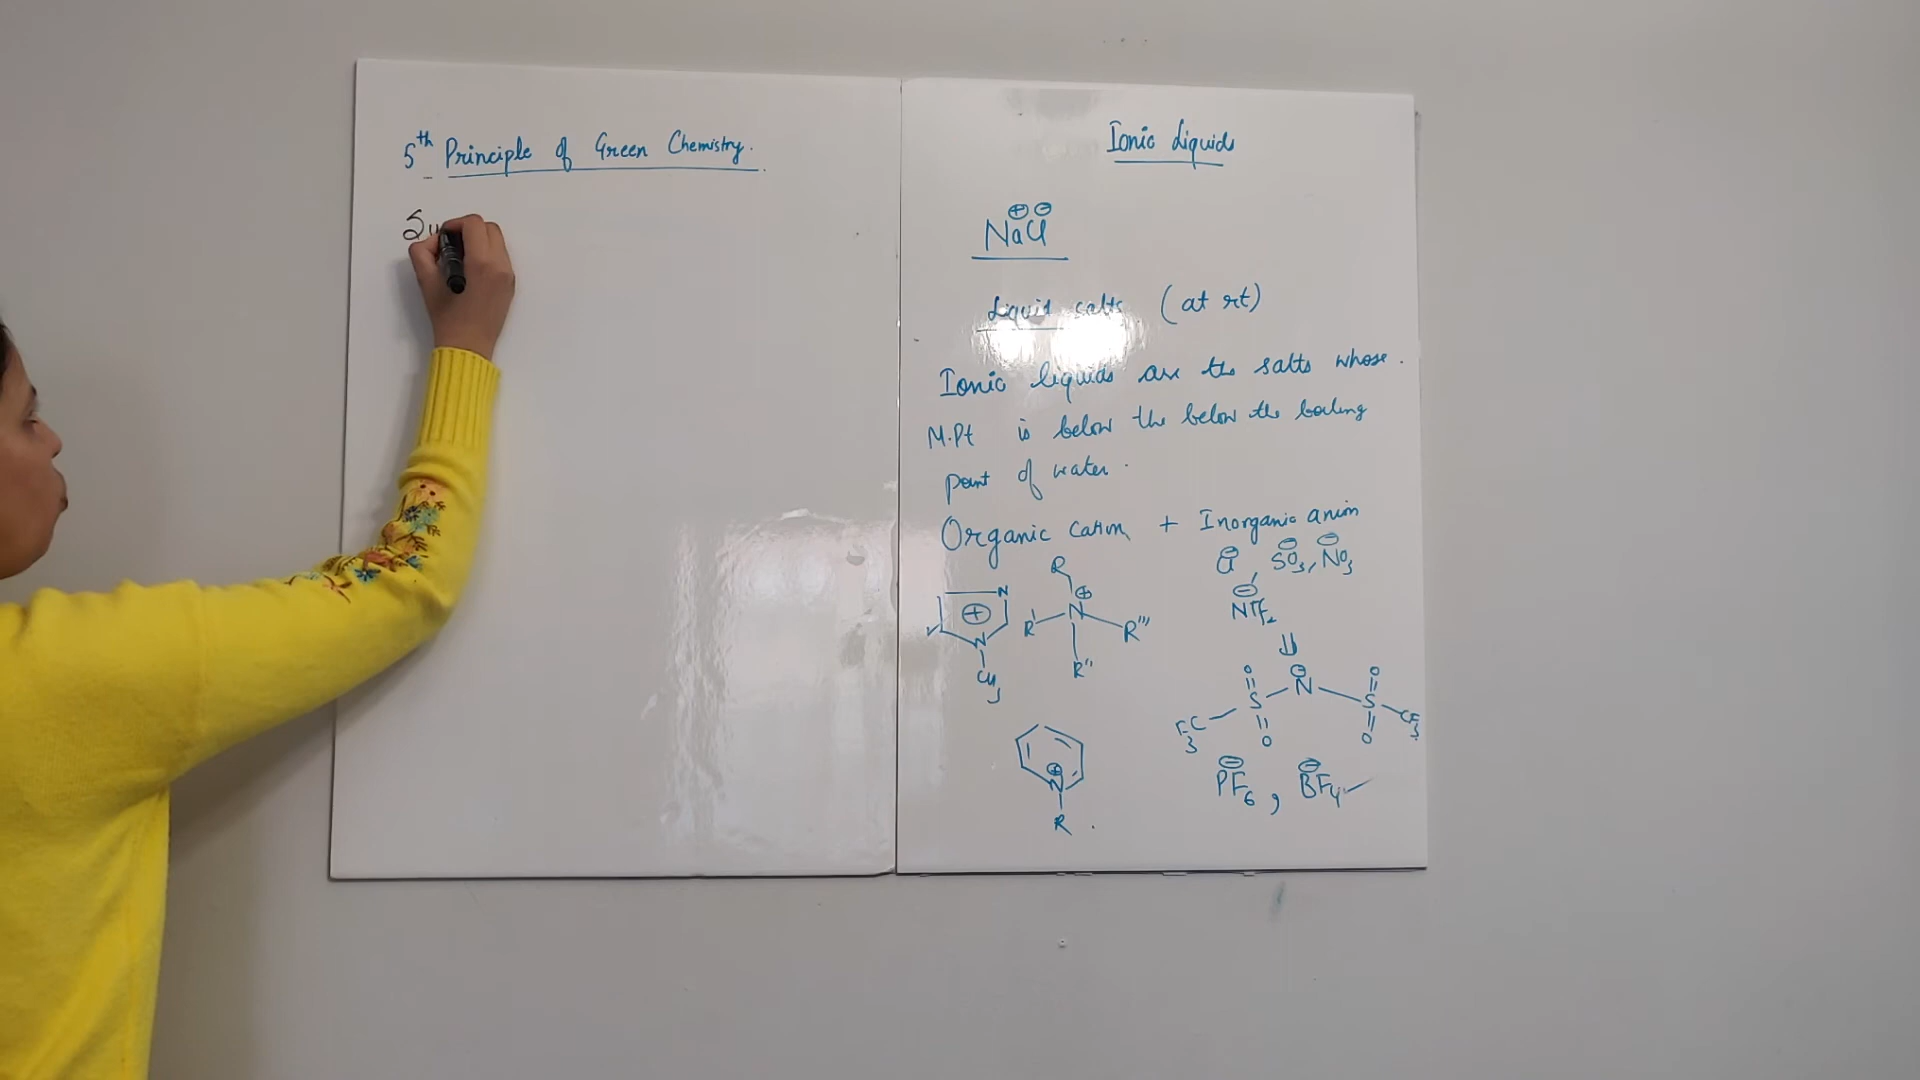 5th Principle of Green Chemistry.
Ionic Liquids
⊕ ⊖
NaCl
Liquid salts (at rt)
Ionic liquids are the salts whose.
M.Pt is below the below the boiling
point of water.
Organic cation + Inorganic anion
Cl⊖, SO3⊖, NO3⊖
NTf2⊖
N
⊕
N
CH3
R
N⊕
R' R'''
R''
O ⊖ O
S N S
F3C CF3
O O
⊕
N
R
PF6⊖, BF4⊖